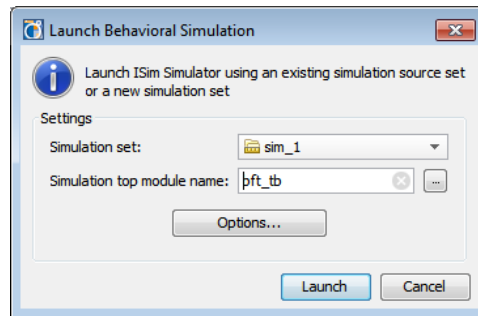 Launch Behavioral Simulation
Launch ISim Simulator using an existing simulation source set
or a new simulation set
Settings
Simulation set:
sim_1
Simulation top module name:
bft_tb
...
Options...
Launch
Cancel